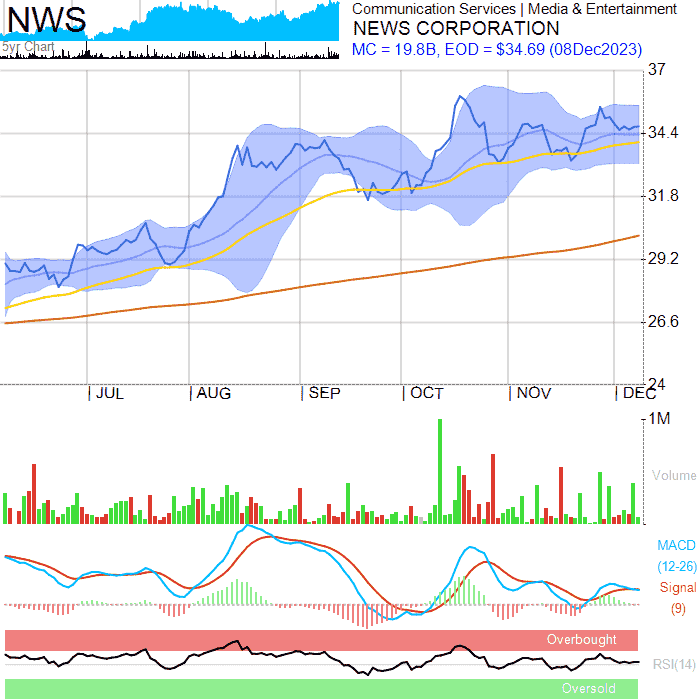 NWS
5yr Chart
Communication Services | Media & Entertainment
NEWS CORPORATION
MC = 19.8B, EOD = $34.69 (08Dec2023)
37
34.4
31.8
29.2
26.6
24
JUL AUG SEP OCT NOV DEC
1M
Volume
MACD
(12-26)
Signal
(9)
Overbought
RSI(14)
Oversold